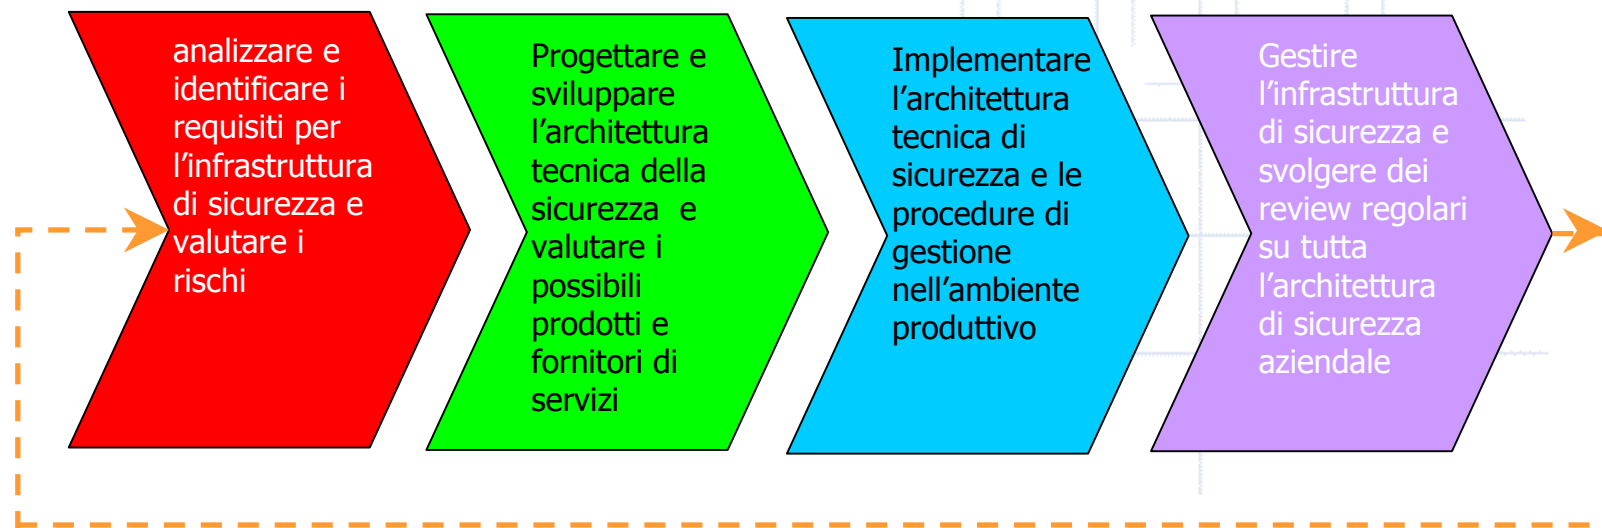 analizzare e
identificare i
requisiti per
l’infrastruttura
di sicurezza e
valutare i
rischi
Progettare e
sviluppare
l’architettura
tecnica della
sicurezza  e
valutare i
possibili
prodotti e
fornitori di
servizi
Implementare
l’architettura
tecnica di
sicurezza e le
procedure di
gestione
nell’ambiente
produttivo
Gestire
l’infrastruttura
di sicurezza e
svolgere dei
review regolari
su tutta
l’architettura
di sicurezza
aziendale